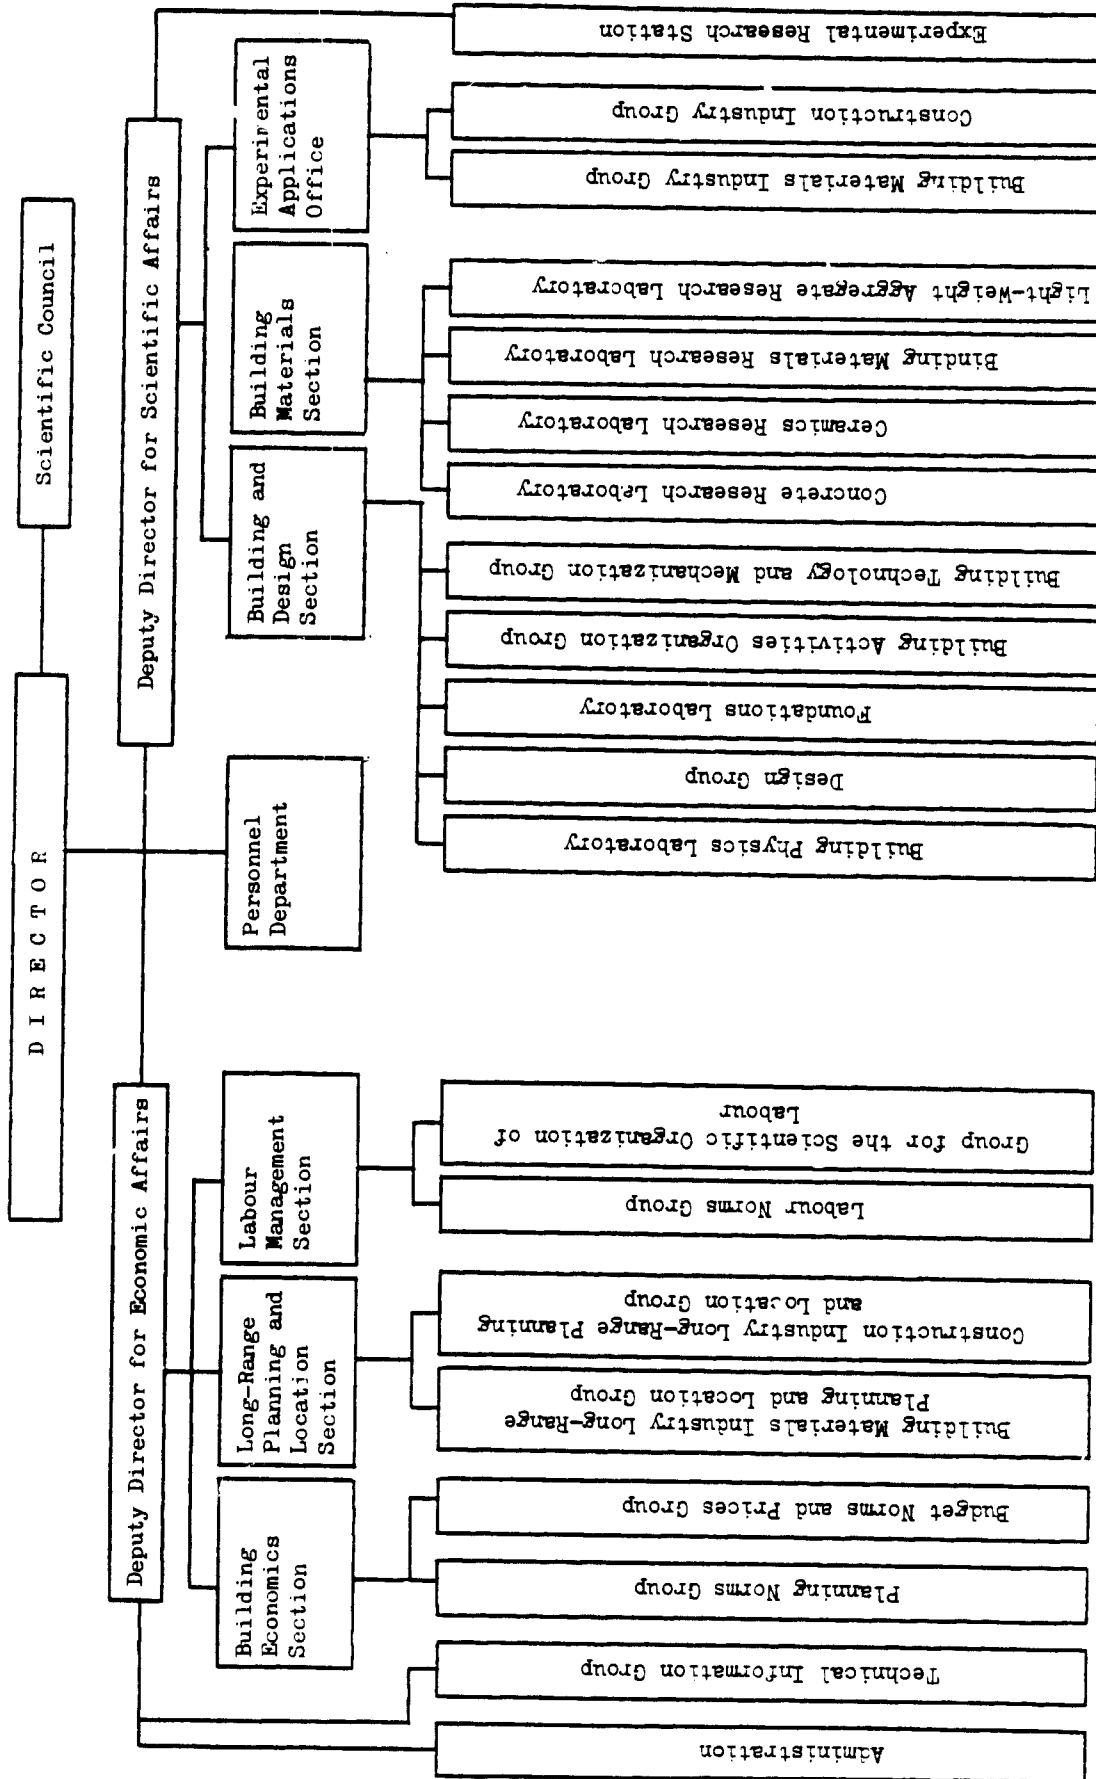 DIRECTOR
Scientific Council
Deputy Director for Economic Affairs
Deputy Director for Scientific Affairs
Building
Economics
Section
Long-Range
Planning and
Location
Section
Labour
Management
Section
Personnel
Department
Building and
Design
Section
Building
Materials
Section
Experimental
Applications
Office
Administration
Technical Information Group
Planning Norms Group
Budget Norms and Prices Group
Building Materials Industry Long-Range
Planning and Location Group
Construction Industry Long-Range Planning
and Location Group
Labour Norms Group
Group for the Scientific Organization of
Labour
Building Physics Laboratory
Design Group
Foundations Laboratory
Building Activities Organization Group
Building Technology and Mechanization Group
Concrete Research Laboratory
Ceramics Research Laboratory
Binding Materials Research Laboratory
Light-Weight Aggregate Research Laboratory
Building Materials Industry Group
Construction Industry Group
Experimental Research Station